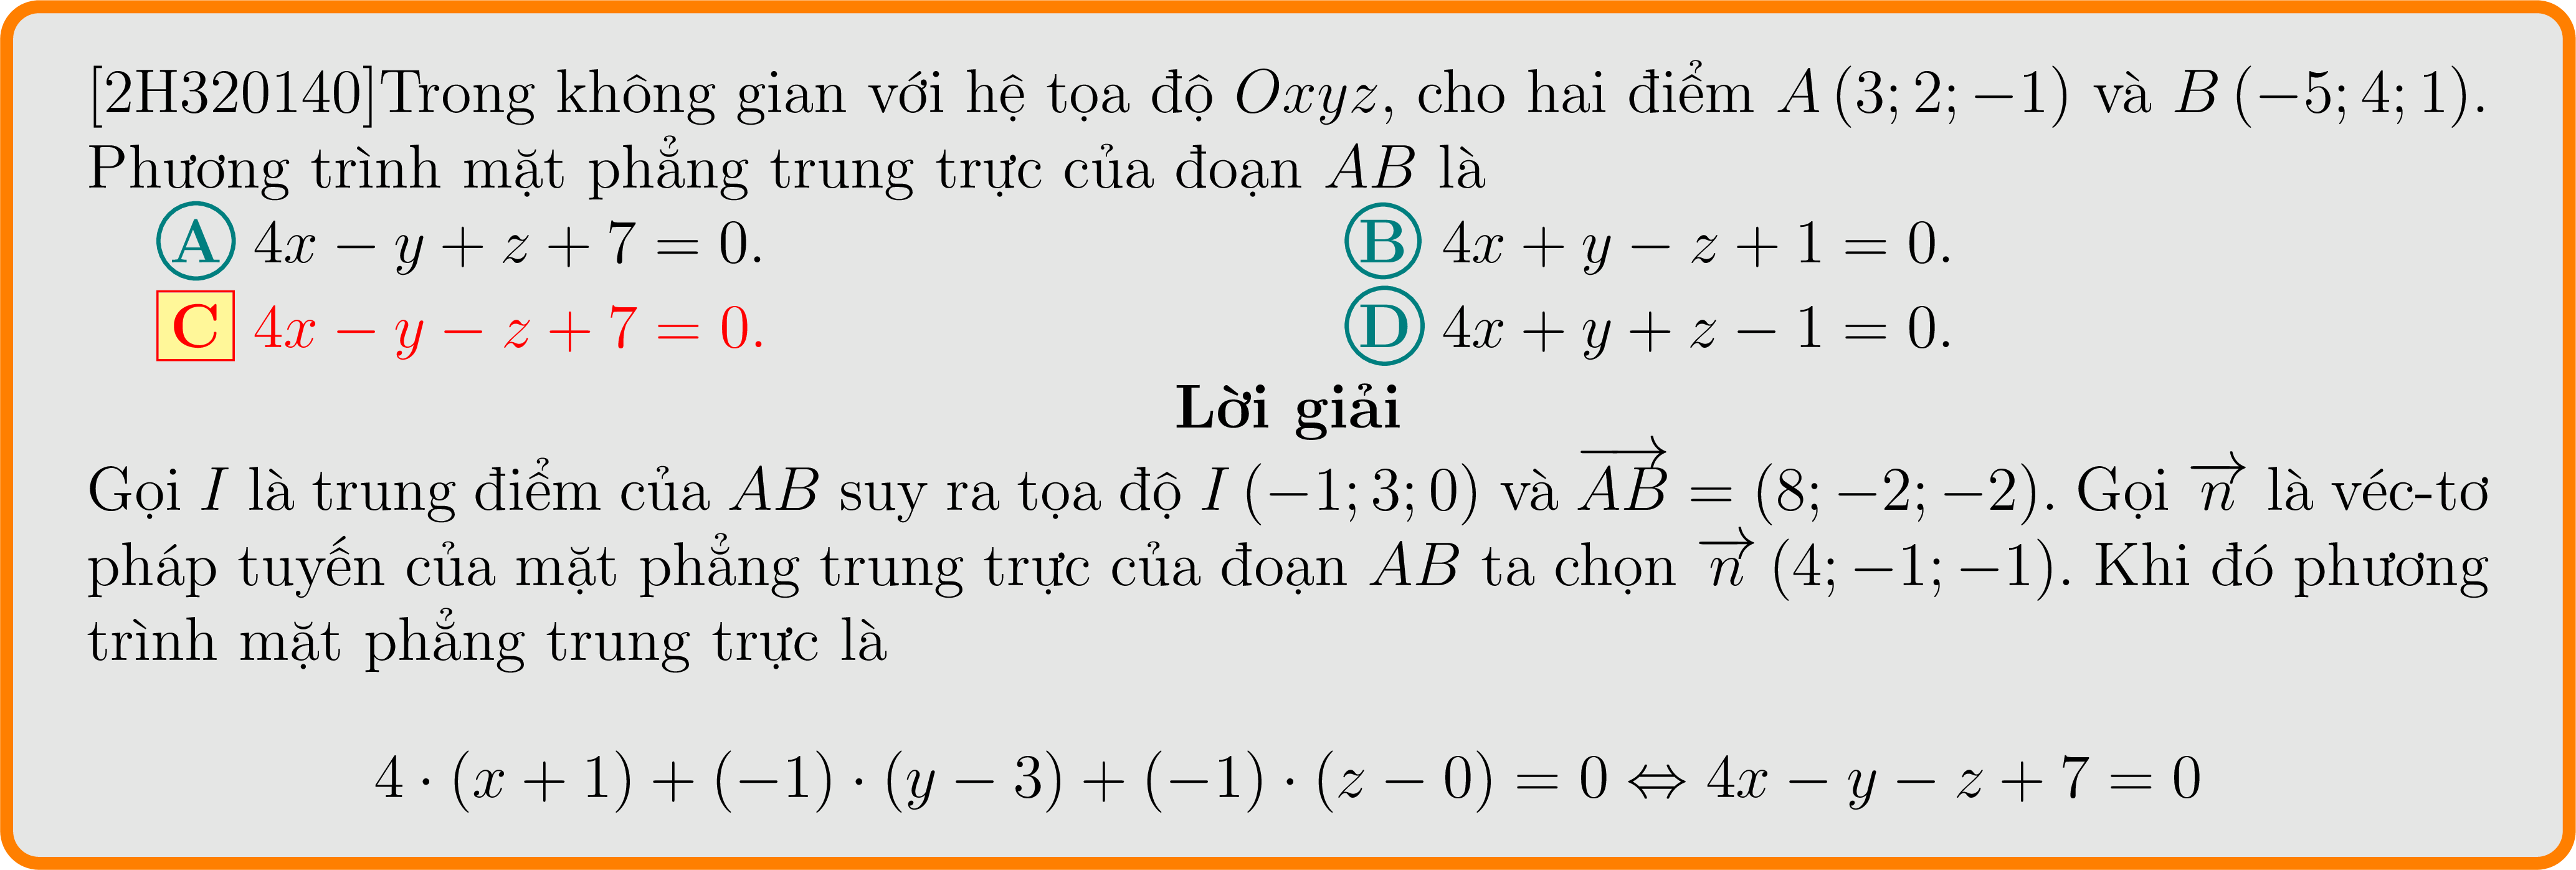 [2H320140]Trong không gian với hệ tọa độ Oxyz, cho hai điểm A (3; 2; −1) và B (−5; 4; 1).
Phương trình mặt phẳng trung trực của đoạn AB là
A 4x − y + z + 7 = 0. B 4x + y − z + 1 = 0.
C 4x − y − z + 7 = 0. D 4x + y + z − 1 = 0.
Lời giải
Gọi I là trung điểm của AB suy ra tọa độ I (−1; 3; 0) và $\overrightarrow{AB}$ = (8; −2; −2). Gọi $\overrightarrow{n}$ là véc-tơ
pháp tuyến của mặt phẳng trung trực của đoạn AB ta chọn $\overrightarrow{n}$ (4; −1; −1). Khi đó phương
trình mặt phẳng trung trực là
4 · (x + 1) + (−1) · (y − 3) + (−1) · (z − 0) = 0 ⇔ 4x − y − z + 7 = 0